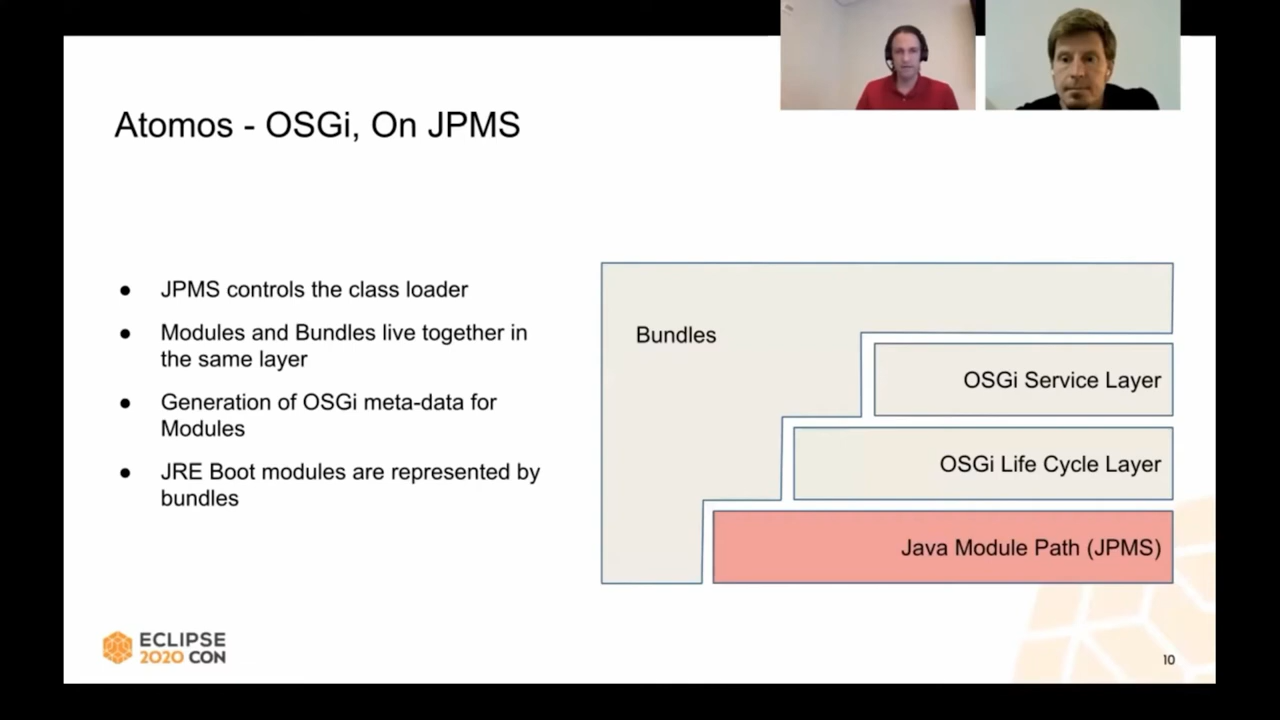 Atomos - OSGi, On JPMS
● JPMS controls the class loader
● Modules and Bundles live together in
the same layer
● Generation of OSGi meta-data for
Modules
● JRE Boot modules are represented by
bundles
Bundles
OSGi Service Layer
OSGi Life Cycle Layer
Java Module Path (JPMS)
ECLIPSE
2020 CON
10